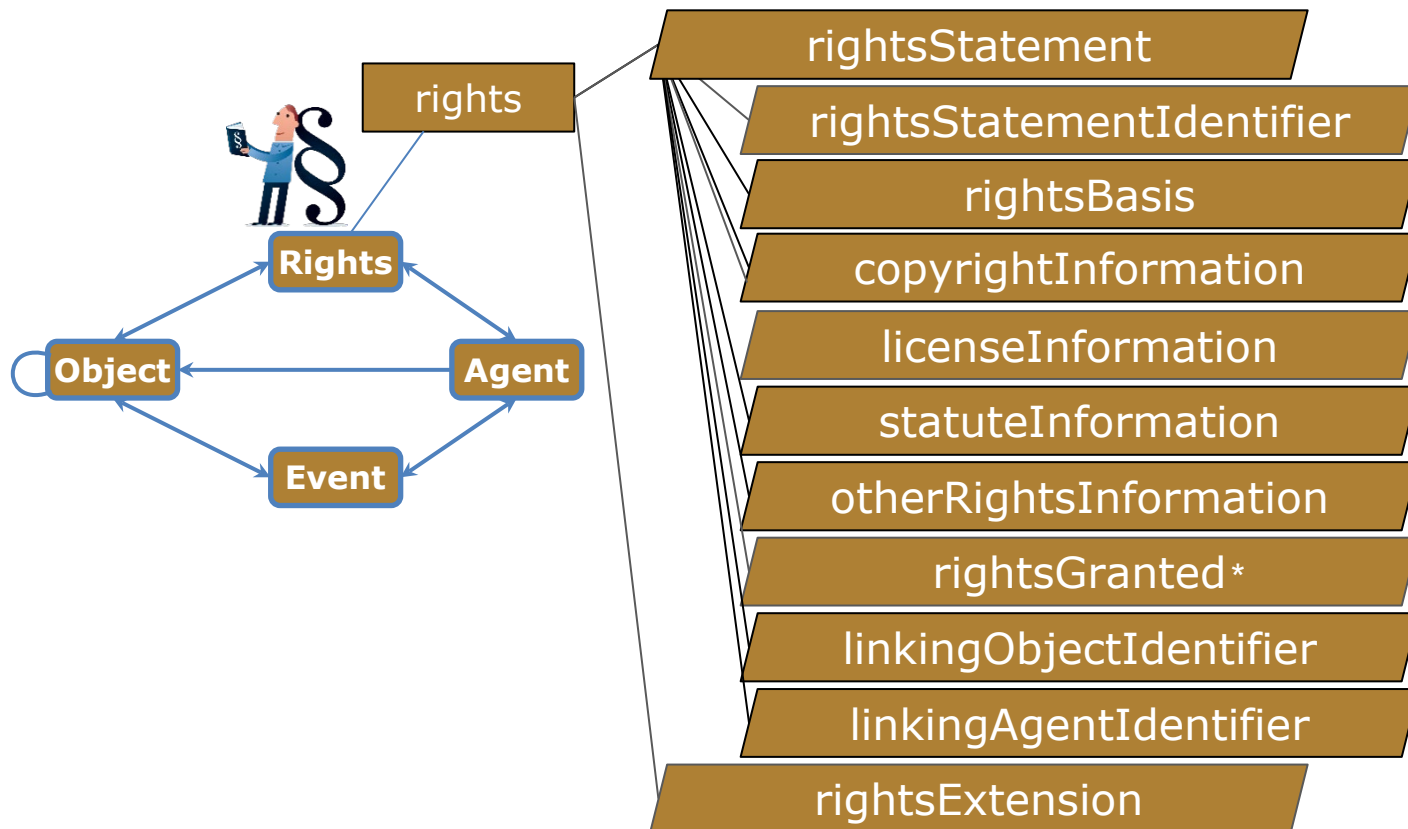 rights
§
§
Rights
Object
Agent
Event
rightsStatement
rightsStatementIdentifier
rightsBasis
copyrightInformation
licenseInformation
statuteInformation
otherRightsInformation
rightsGranted*
linkingObjectIdentifier
linkingAgentIdentifier
rightsExtension